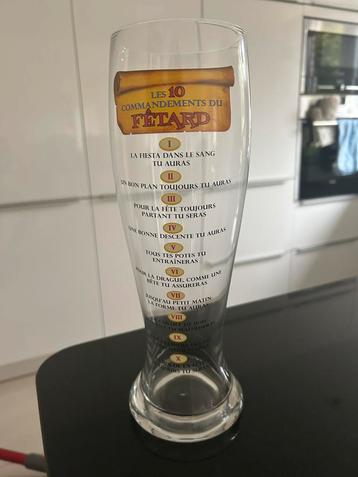 LES 10
COMMANDEMENTS DU
FÊTARD
I
LA FIESTA DANS LE SANG
TU AURAS
II
UN BON PLAN TOUJOURS TU AURAS
III
POUR LA FÊTE TOUJOURS
PARTANT TU SERAS
IV
UNE BONNE DESCENTE TU AURAS
V
TOUS TES POTES TU
ENTRAÎNERAS
VI
POUR LA DRAGUE, COMME UNE
BÊTE TU ASSURERAS
VII
JUSQU'AU PETIT MATIN
LA FORME TU AURAS
VIII
IX
X